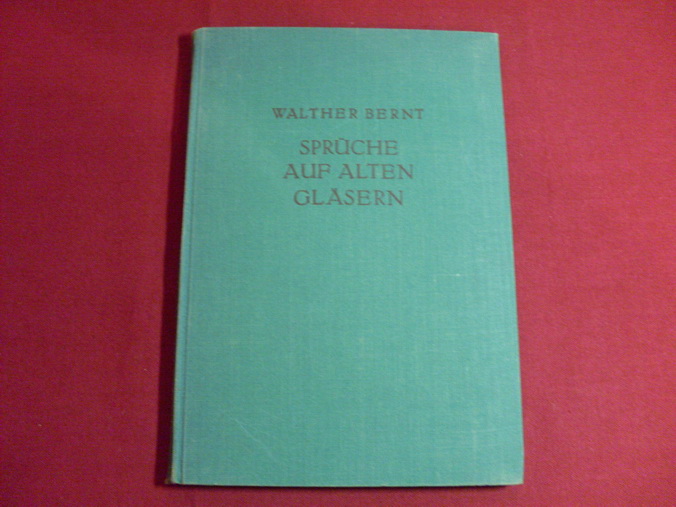 WALTHER BERNT
SPRÜCHE
AUF ALTEN
GLÄSERN